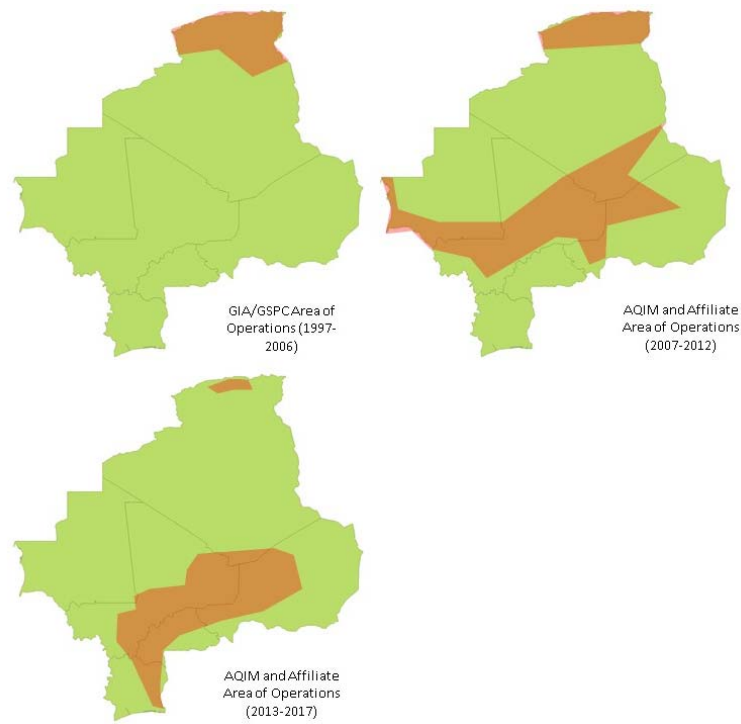 GIA/GSPC Area of
Operations (1997-
2006)
AQIM and Affiliate
Area of Operations
(2007-2012)
AQIM and Affiliate
Area of Operations
(2013-2017)